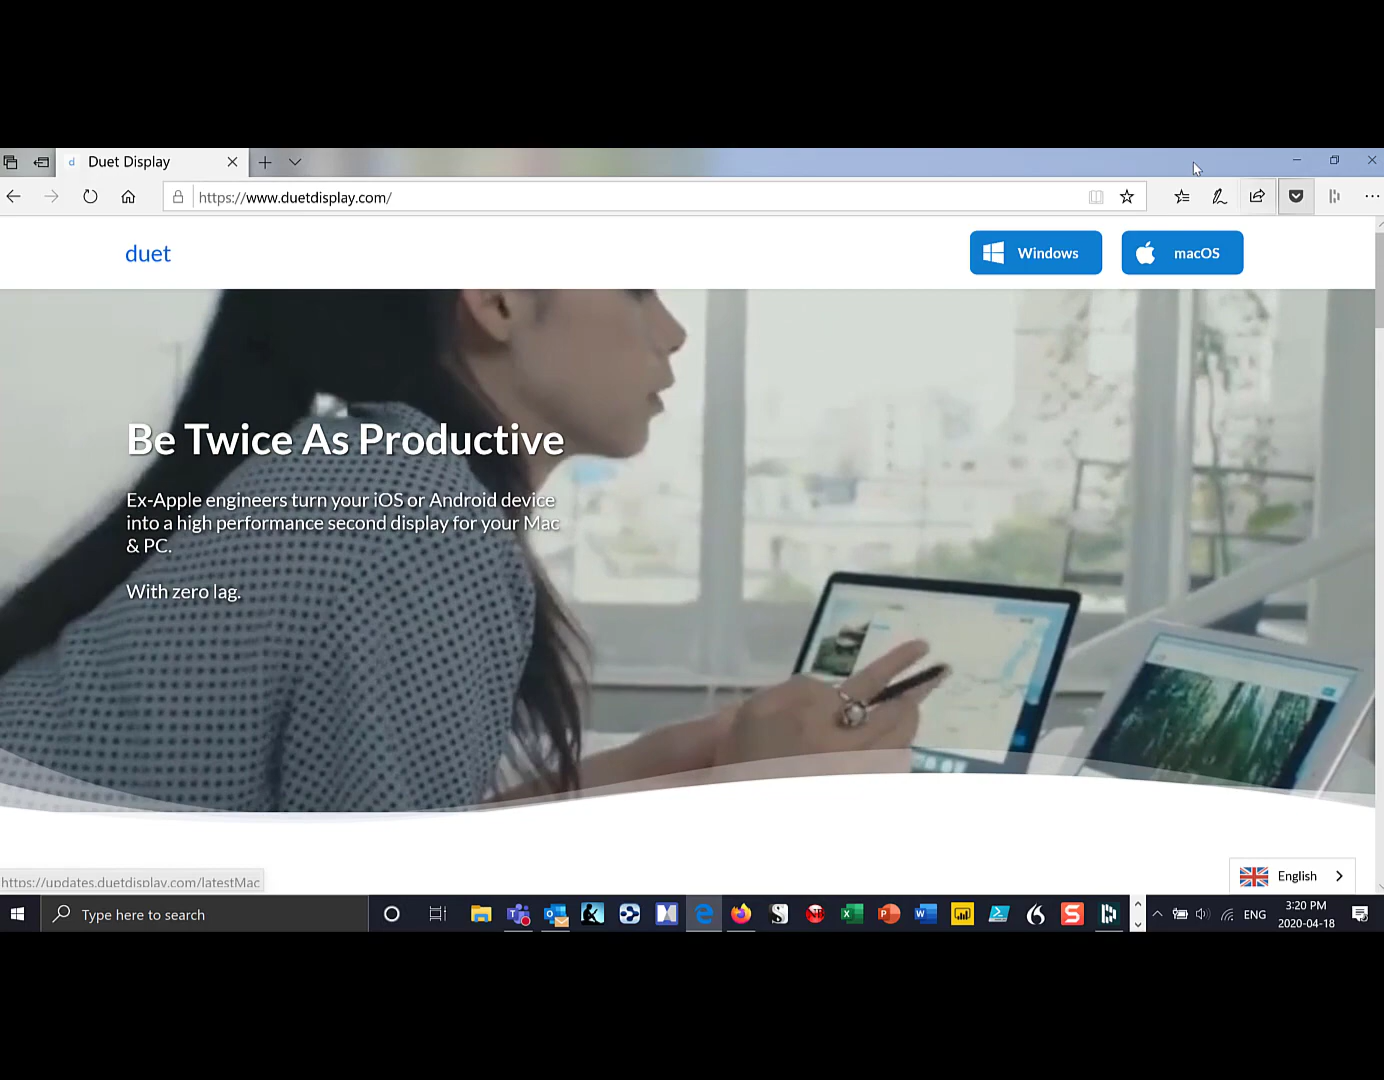 Duet Display
https://www.duetdisplay.com/
duet
Windows
macOS
Be Twice As Productive
Ex-Apple engineers turn your iOS or Android device
into a high performance second display for your Mac
& PC.
With zero lag.
https://updates.duetdisplay.com/latestMac
English
Type here to search
ENG
3:20 PM
2020-04-18